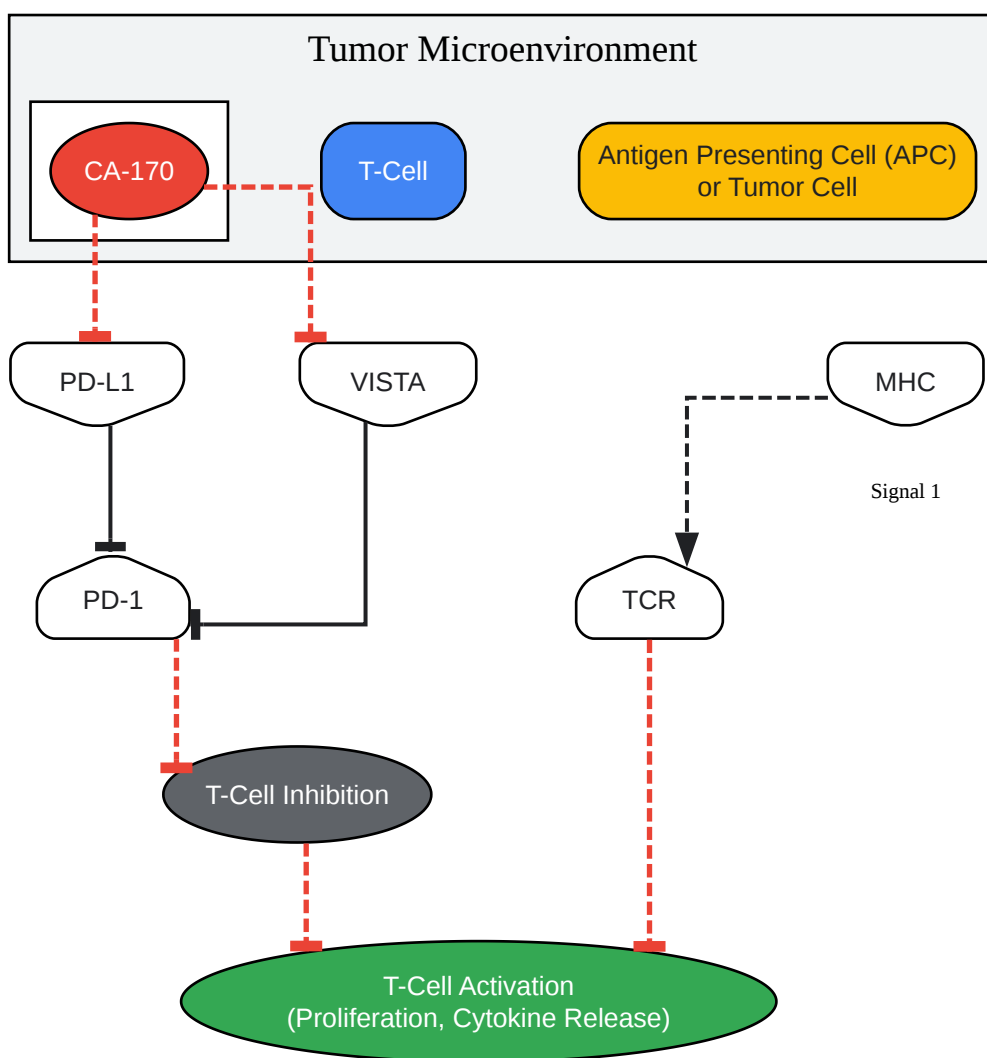 Tumor Microenvironment
CA-170
T-Cell
Antigen Presenting Cell (APC)
or Tumor Cell
PD-L1
VISTA
MHC
Signal 1
PD-1
TCR
T-Cell Inhibition
T-Cell Activation
(Proliferation, Cytokine Release)